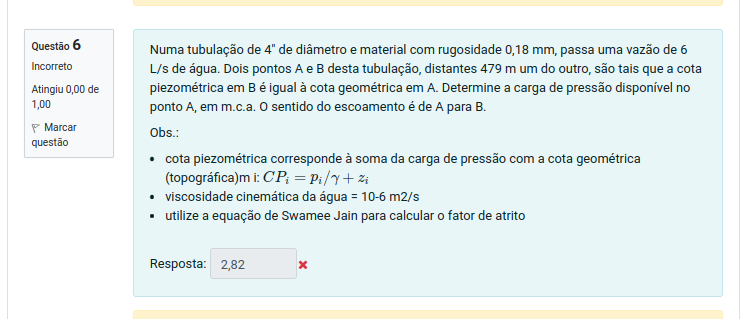 Questão 6
Incorreto
Atingiu 0,00 de
1,00
Marcar
questão
Numa tubulação de 4" de diâmetro e material com rugosidade 0,18 mm, passa uma vazão de 6
L/s de água. Dois pontos A e B desta tubulação, distantes 479 m um do outro, são tais que a cota
piezométrica em B é igual à cota geométrica em A. Determine a carga de pressão disponível no
ponto A, em m.c.a. O sentido do escoamento é de A para B.
Obs.:
• cota piezométrica corresponde à soma da carga de pressão com a cota geométrica
(topográfica)m i: CPᵢ = pᵢ/γ + zᵢ
• viscosidade cinemática da água = 10-6 m2/s
• utilize a equação de Swamee Jain para calcular o fator de atrito
Resposta: 2,82